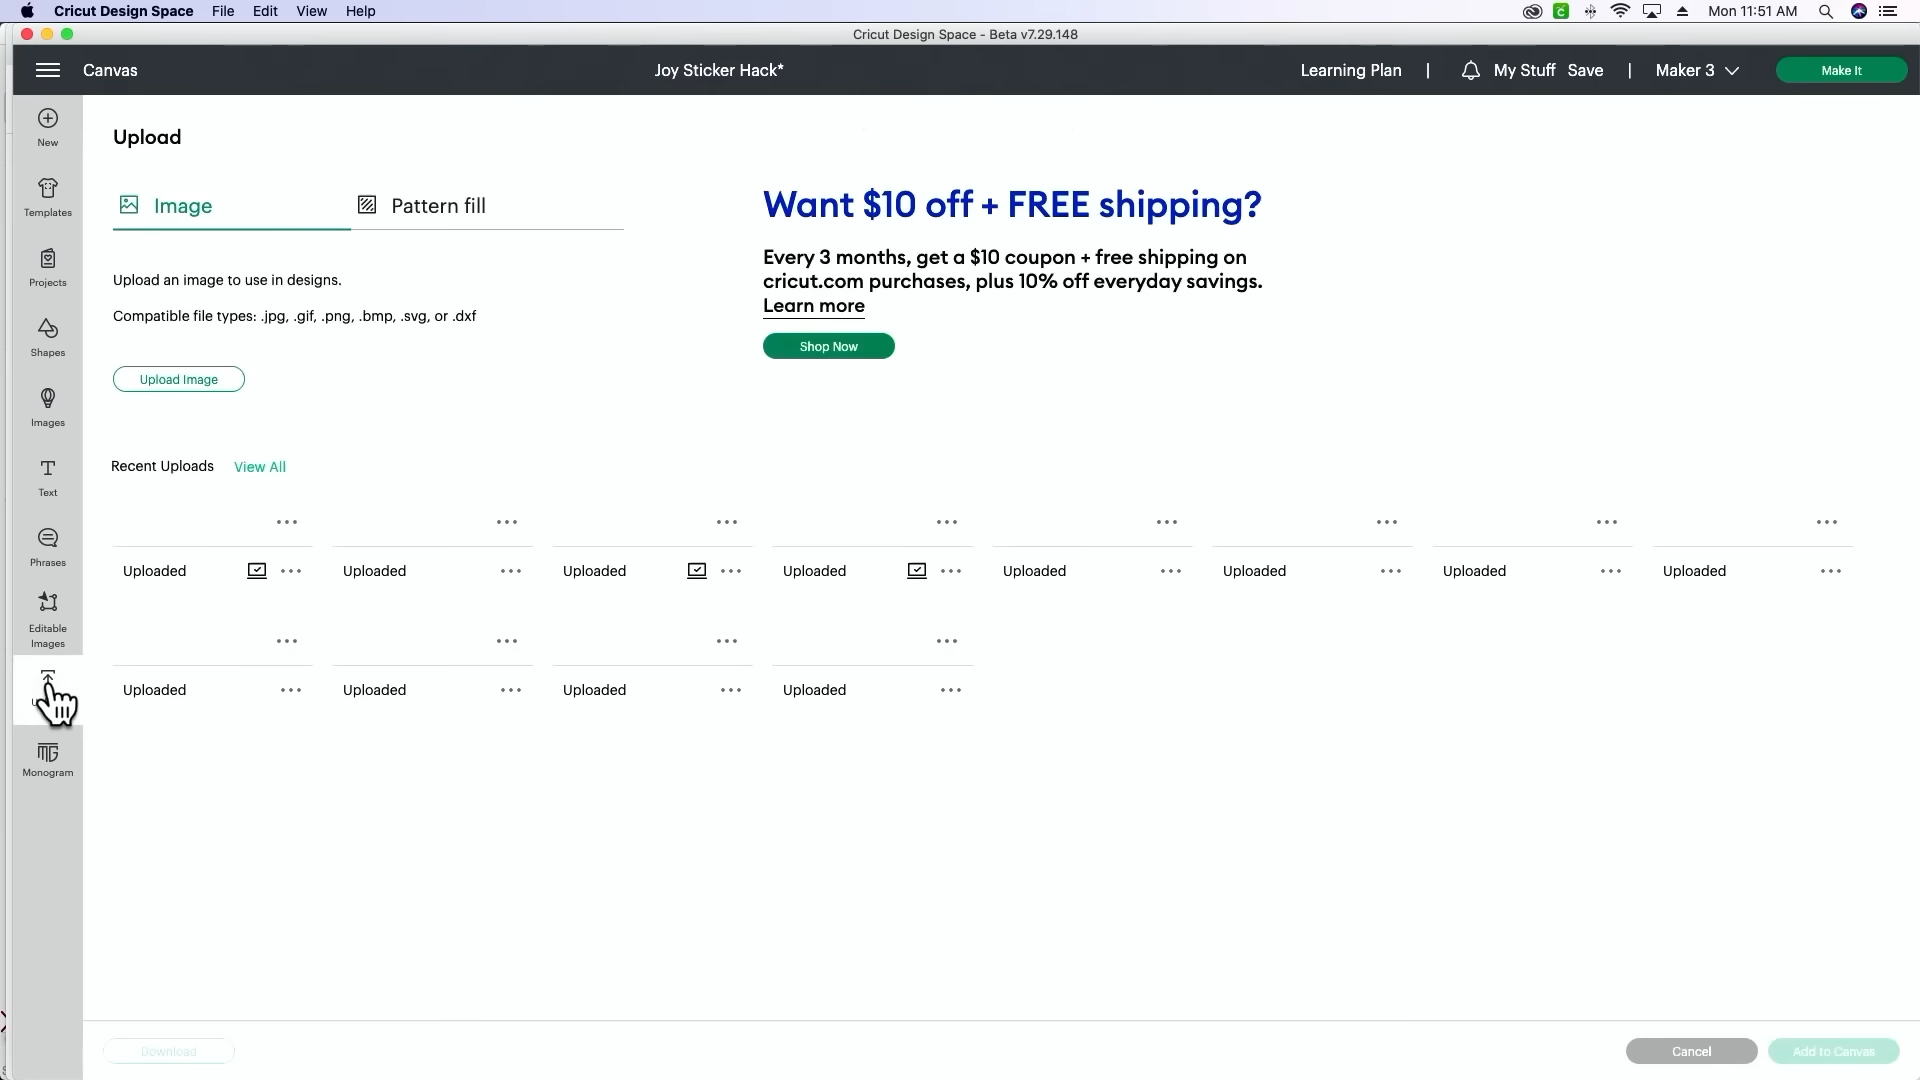 Cricut Design Space File Edit View Help Mon 11:51 AM
Cricut Design Space - Beta v7.29.148
Canvas Joy Sticker Hack* Learning Plan | My Stuff Save | Maker 3 Make It
New
Templates
Projects
Shapes
Images
Text
Phrases
Editable
Images
Monogram
Upload
Image Pattern fill
Upload an image to use in designs.
Compatible file types: .jpg, .gif, .png, .bmp, .svg, or .dxf
Upload Image
Want $10 off + FREE shipping?
Every 3 months, get a $10 coupon + free shipping on
cricut.com purchases, plus 10% off everyday savings.
Learn more
Shop Now
Recent Uploads View All
Uploaded Uploaded Uploaded Uploaded Uploaded Uploaded Uploaded Uploaded
Uploaded Uploaded Uploaded Uploaded
Download Cancel Add to Canvas